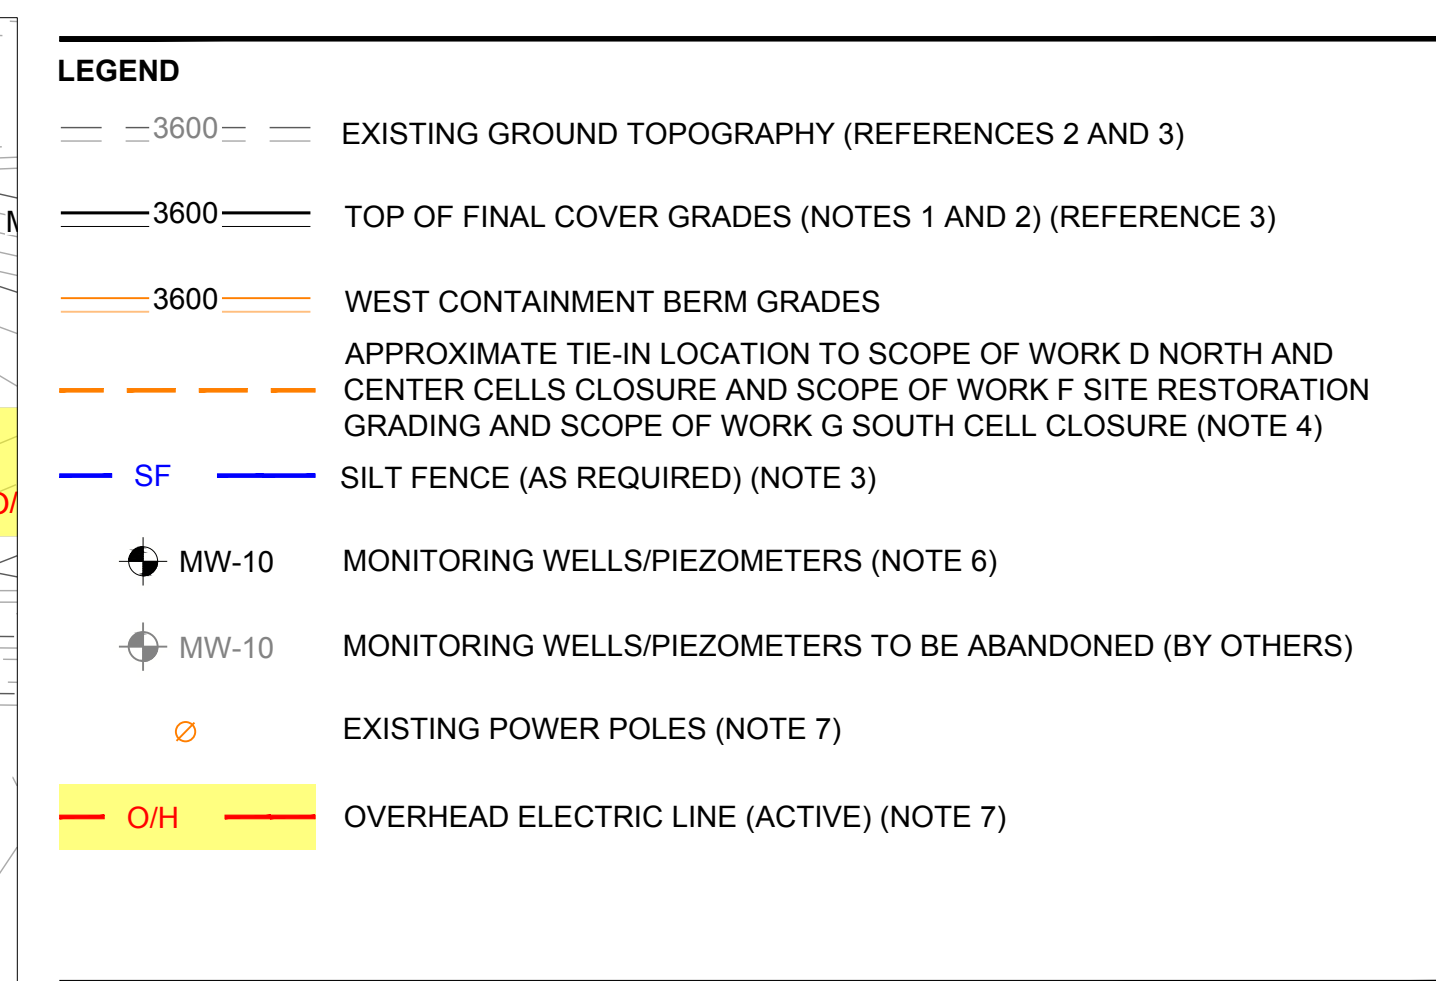 LEGEND
3600 EXISTING GROUND TOPOGRAPHY (REFERENCES 2 AND 3)
3600 TOP OF FINAL COVER GRADES (NOTES 1 AND 2) (REFERENCE 3)
3600 WEST CONTAINMENT BERM GRADES
APPROXIMATE TIE-IN LOCATION TO SCOPE OF WORK D NORTH AND
CENTER CELLS CLOSURE AND SCOPE OF WORK F SITE RESTORATION
GRADING AND SCOPE OF WORK G SOUTH CELL CLOSURE (NOTE 4)
SF SILT FENCE (AS REQUIRED) (NOTE 3)
MW-10 MONITORING WELLS/PIEZOMETERS (NOTE 6)
MW-10 MONITORING WELLS/PIEZOMETERS TO BE ABANDONED (BY OTHERS)
EXISTING POWER POLES (NOTE 7)
O/H OVERHEAD ELECTRIC LINE (ACTIVE) (NOTE 7)